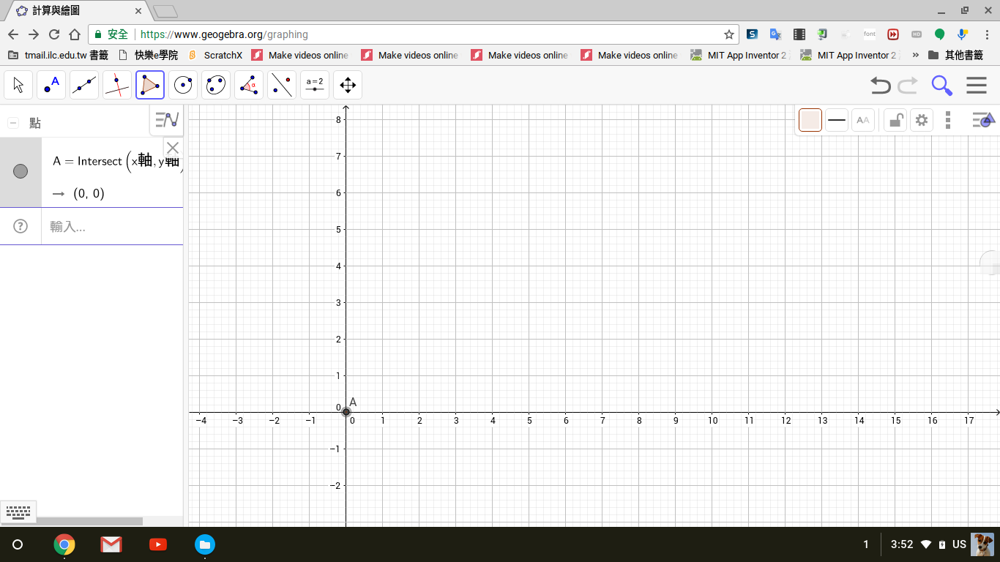 計算與繪圖
安全 https://www.geogebra.org/graphing
font HD
tmail.ilc.edu.tw 書籤 快樂e學院 ScratchX Make videos online Make videos online Make videos online Make videos online MIT App Inventor 2 MIT App Inventor 2 » 其他書籤
A α a=2
點 AA
A = Intersect (x軸, y軸)
→ (0, 0)
輸入...
8
7
6
5
4
3
2
1
0 A
−4 −3 −2 −1 0 1 2 3 4 5 6 7 8 9 10 11 12 13 14 15 16 17
−1
−2
1 3:52 US